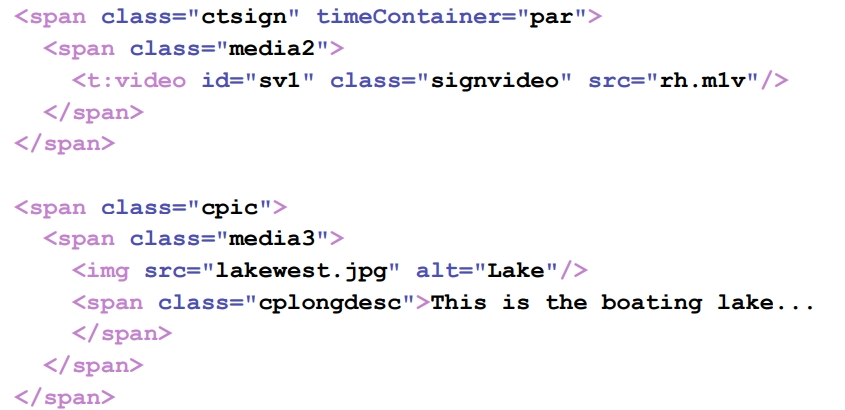 <span class="ctsign" timeContainer="par">
<span class="media2">
<t:video id="sv1" class="signvideo" src="rh.m1v"/>
</span>
</span>
<span class="cpic">
<span class="media3">
<img src="lakewest.jpg" alt="Lake"/>
<span class="cplongdesc">This is the boating lake...
</span>
</span>
</span>